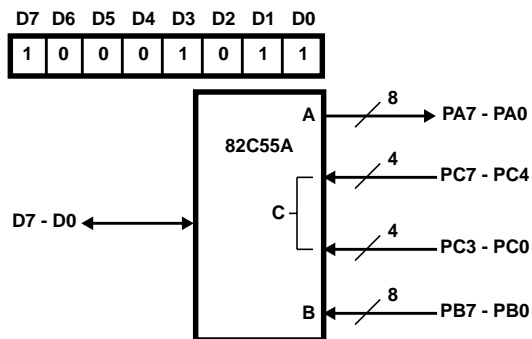 D7 D6 D5 D4 D3 D2 D1 D0
1 0 0 0 1 0 1 1
A 8 PA7 - PA0
82C55A
4 PC7 - PC4
C
D7 - D0
4 PC3 - PC0
B 8 PB7 - PB0